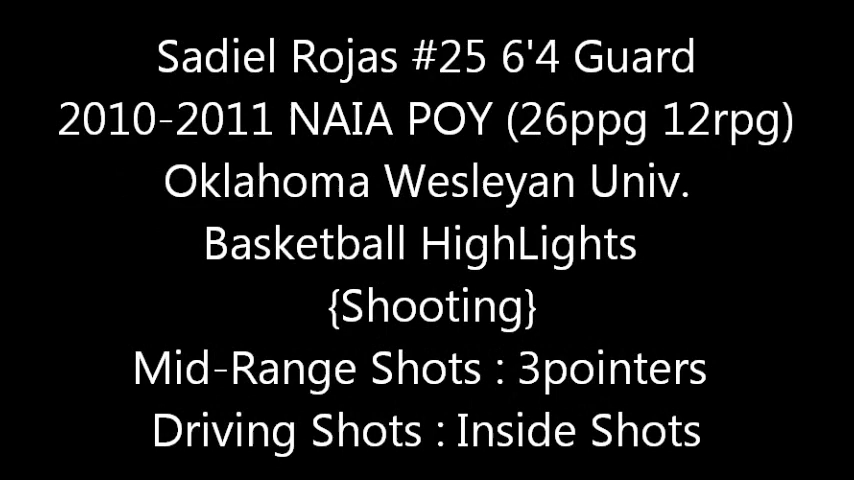 Sadiel Rojas #25 6'4 Guard
2010-2011 NAIA POY (26ppg 12rpg)
Oklahoma Wesleyan Univ.
Basketball HighLights
{Shooting}
Mid-Range Shots : 3pointers
Driving Shots : Inside Shots